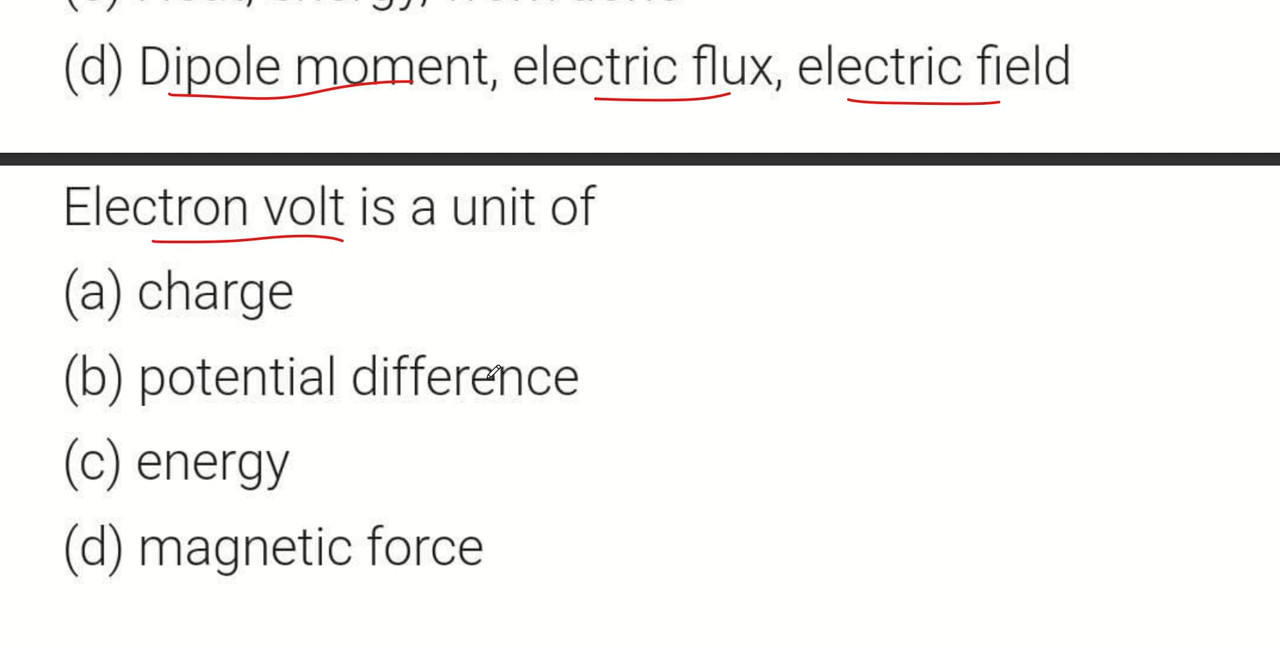 (d) Dipole moment, electric flux, electric field
Electron volt is a unit of
(a) charge
(b) potential difference
(c) energy
(d) magnetic force